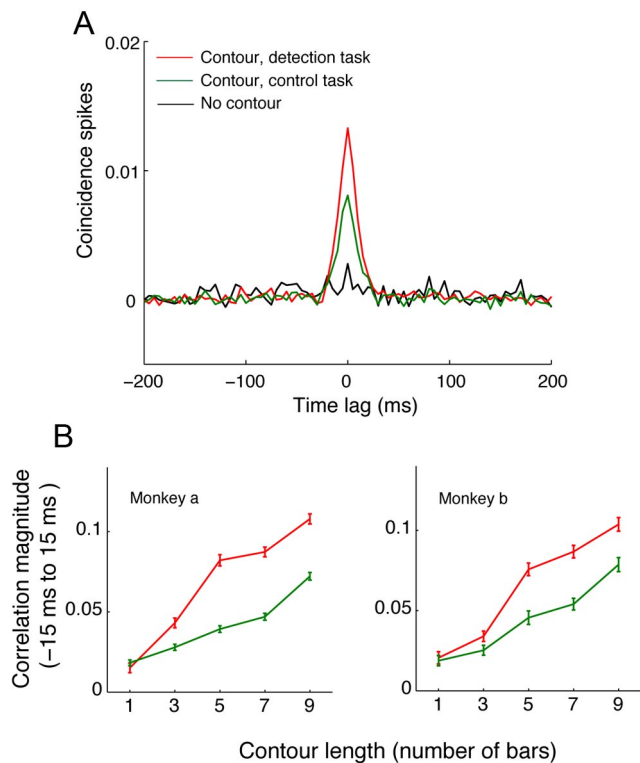 A
0.02
Contour, detection task
Contour, control task
No contour
Coincidence spikes
0.01
0
−200
−100
0
100
200
Time lag (ms)
B
Correlation magnitude
(−15 ms to 15 ms )
Monkey a
0.1
0.05
0
1 3 5 7 9
Monkey b
0.1
0.05
0
1 3 5 7 9
Contour length (number of bars)